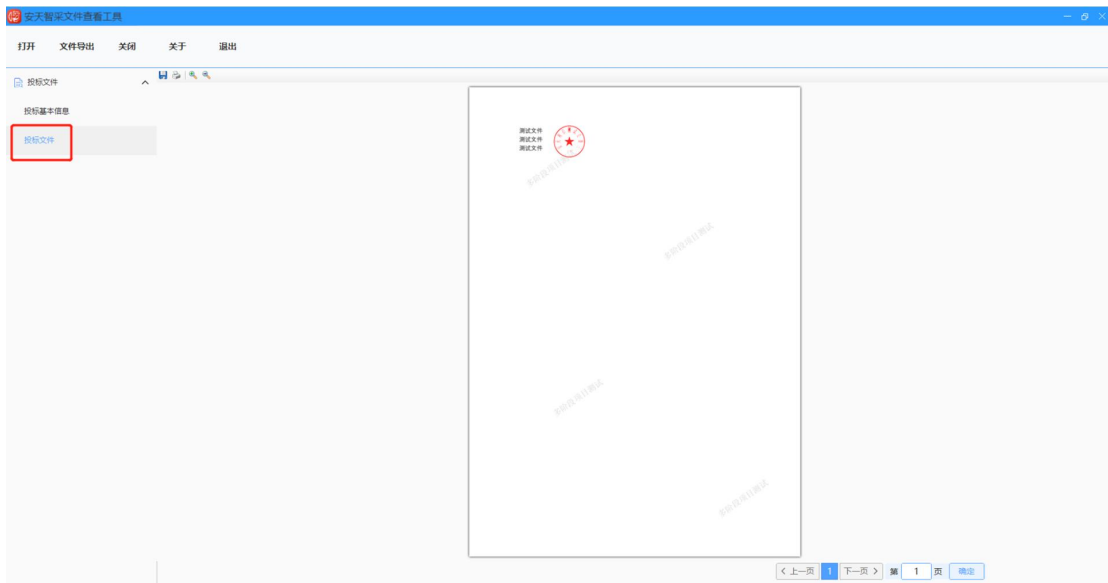 安天智采文件查看工具
打开 文件导出 关闭 关于 退出
投标文件
投标基本信息
投标文件
测试文件
测试文件
测试文件
上一页 1 下一页 第 1 页 确定